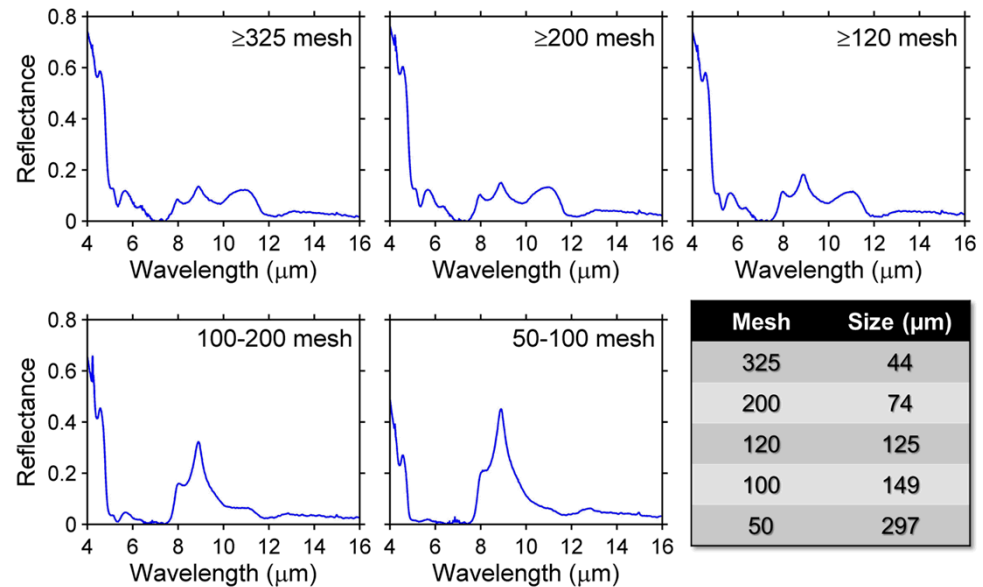 ≥325 mesh
≥200 mesh
≥120 mesh
Reflectance
0.8
0.6
0.4
0.2
0
4 6 8 10 12 14 16
4 6 8 10 12 14 16
4 6 8 10 12 14 16
Wavelength (μm)
Wavelength (μm)
Wavelength (μm)
100-200 mesh
50-100 mesh
Reflectance
0.8
0.6
0.4
0.2
0
4 6 8 10 12 14 16
4 6 8 10 12 14 16
Wavelength (μm)
Wavelength (μm)
Mesh Size (μm)
325 44
200 74
120 125
100 149
50 297